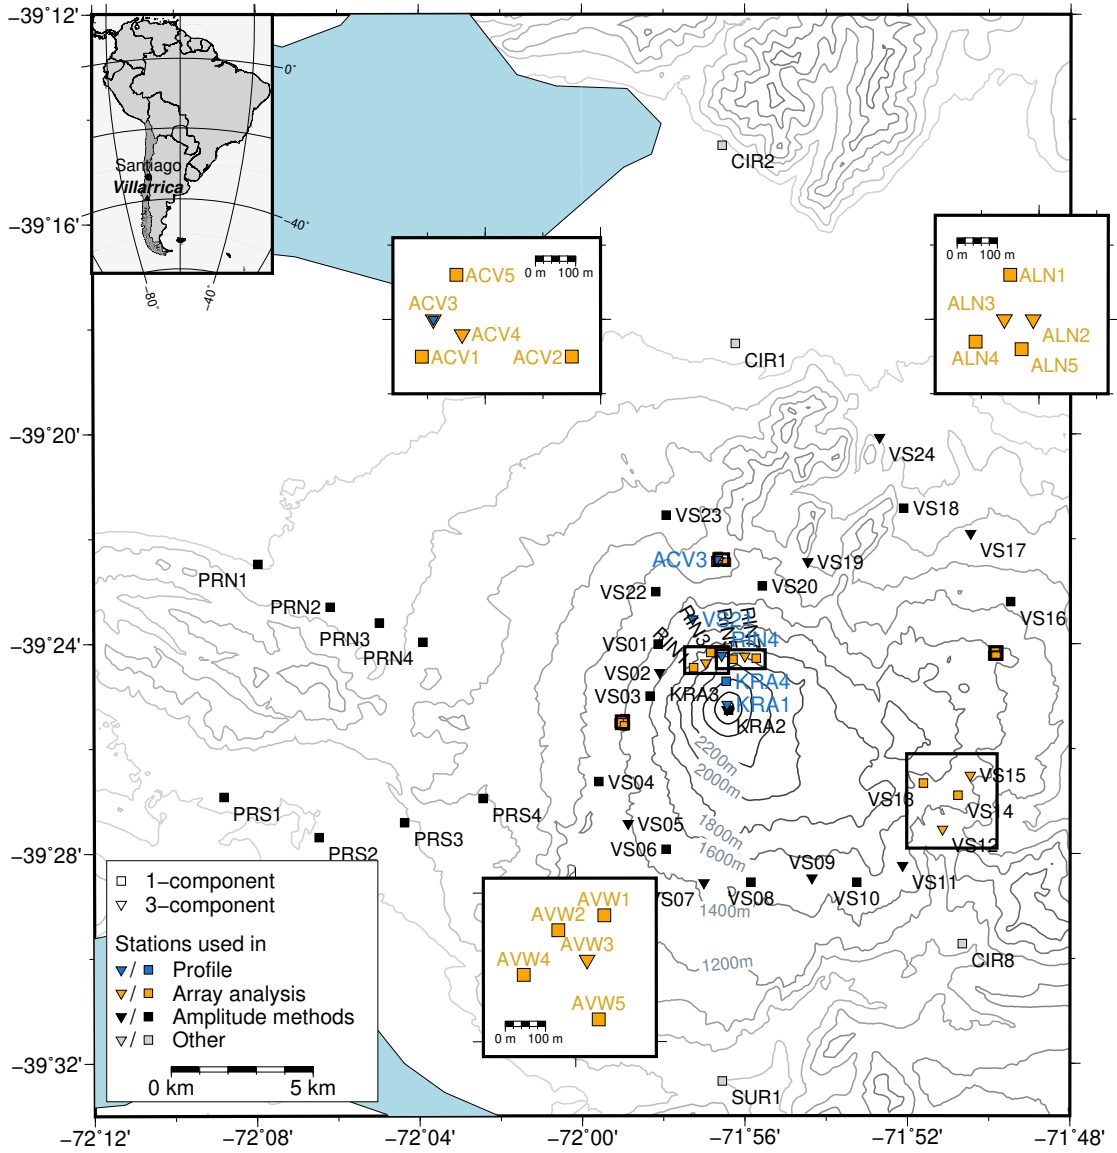 −39°12'
−39°16'
−39°20'
−39°24'
−39°28'
−39°32'
0°
−40°
−80°
−40°
Santiago
Villarrica
CIR2
CIR1
ACV5
0 m 100 m
ACV3
ACV4
ACV1
ACV2
0 m 100 m
ALN1
ALN3
ALN2
ALN4
ALN5
VS24
VS18
VS23
VS17
ACV3
VS19
PRN1
VS20
VS22
PRN2
VS16
VS21
PRN3
RIN3
RIN4
VS01
PRN4
VS02
KRA4
VS03
KRA3
KRA1
KRA2
2200m
2000m
VS15
VS04
VS13
PRS1
PRS4
VS14
VS05
1800m
PRS3
VS12
PRS2
VS06
1600m
VS09
VS11
VS07
VS08
VS10
1400m
1200m
CIR8
AVW1
AVW2
AVW3
AVW4
AVW5
0 m 100 m
SUR1
1−component
3−component
Stations used in
/ Profile
/ Array analysis
/ Amplitude methods
/ Other
0 km 5 km
−72°12' −72°08' −72°04' −72°00' −71°56' −71°52' −71°48'